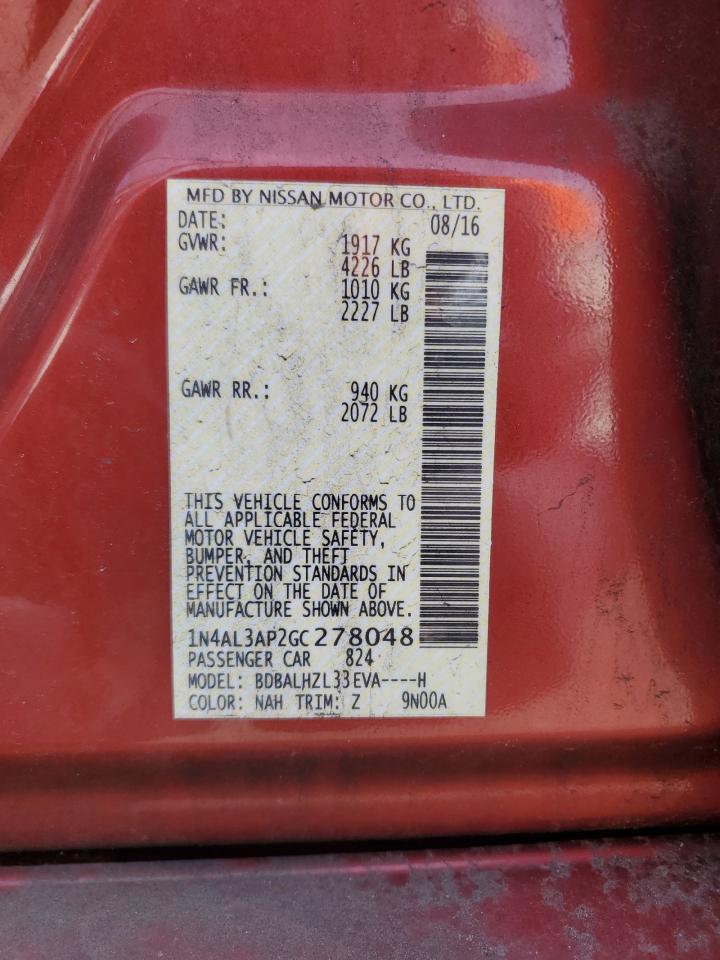 MFD BY NISSAN MOTOR CO., LTD.
DATE: 08/16
GVWR: 1917 KG
4226 LB
GAWR FR.: 1010 KG
2227 LB
GAWR RR.: 940 KG
2072 LB
THIS VEHICLE CONFORMS TO
ALL APPLICABLE FEDERAL
MOTOR VEHICLE SAFETY,
BUMPER, AND THEFT
PREVENTION STANDARDS IN
EFFECT ON THE DATE OF
MANUFACTURE SHOWN ABOVE.
1N4AL3AP2GC278048
PASSENGER CAR 824
MODEL: BDBALHZL33EVA----H
COLOR: NAH TRIM: Z 9N00A